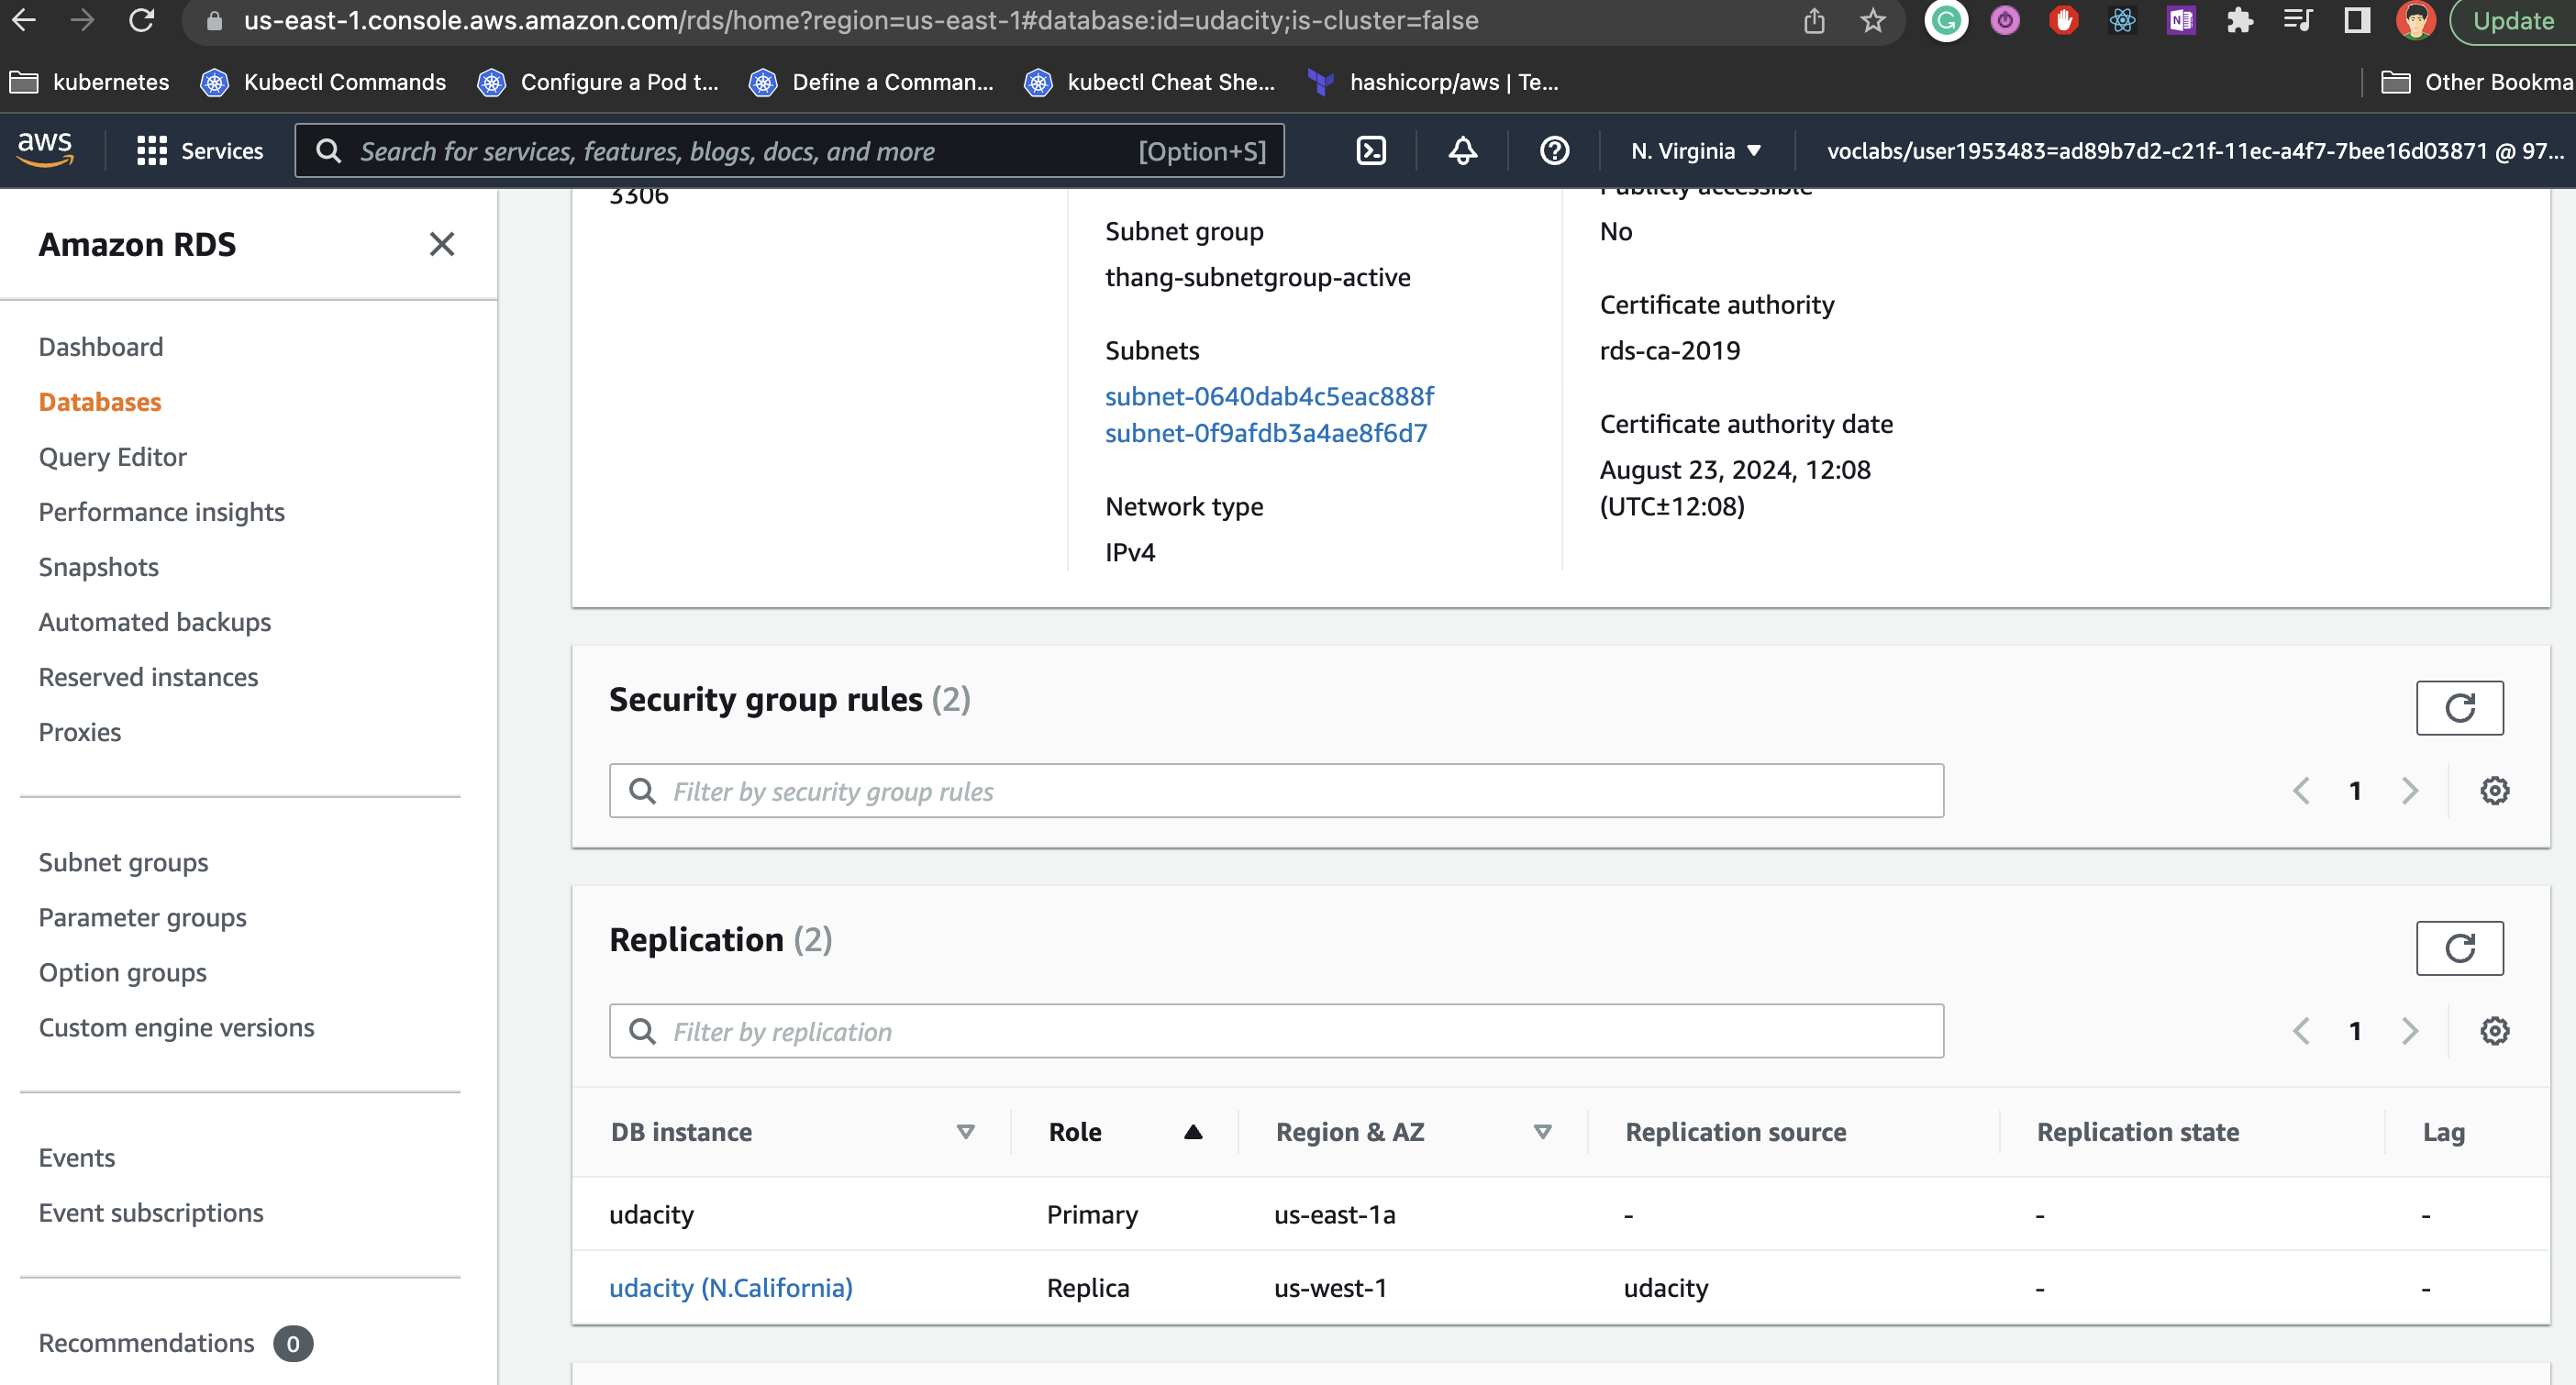 us-east-1.console.aws.amazon.com/rds/home?region=us-east-1#database:id=udacity;is-cluster=false
Update
kubernetes
Kubectl Commands
Configure a Pod t...
Define a Comman...
kubectl Cheat She...
hashicorp/aws | Te...
Other Bookma
aws
Services
Search for services, features, blogs, docs, and more
[Option+S]
N. Virginia
voclabs/user1953483=ad89b7d2-c21f-11ec-a4f7-7bee16d03871 @ 97...
Amazon RDS
Dashboard
Databases
Query Editor
Performance insights
Snapshots
Automated backups
Reserved instances
Proxies
Subnet groups
Parameter groups
Option groups
Custom engine versions
Events
Event subscriptions
Recommendations 0
3306
Subnet group
thang-subnetgroup-active
Subnets
subnet-0640dab4c5eac888f
subnet-0f9afdb3a4ae8f6d7
Network type
IPv4
Publicly accessible
No
Certificate authority
rds-ca-2019
Certificate authority date
August 23, 2024, 12:08
(UTC±12:08)
Security group rules (2)
Filter by security group rules
1
Replication (2)
Filter by replication
1
DB instance Role Region & AZ Replication source Replication state Lag
udacity Primary us-east-1a - - -
udacity (N.California) Replica us-west-1 udacity - -